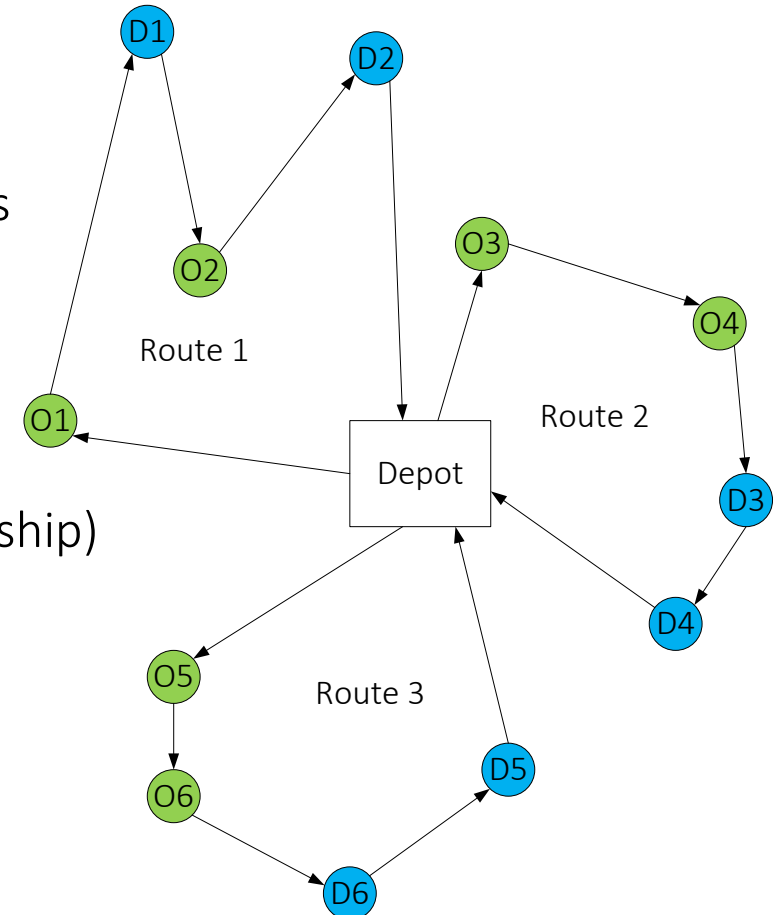 D1
D2
s
O3
O2
O4
Route 1
O1
Route 2
Depot
D3
ship)
D4
O5
Route 3
D5
O6
D6